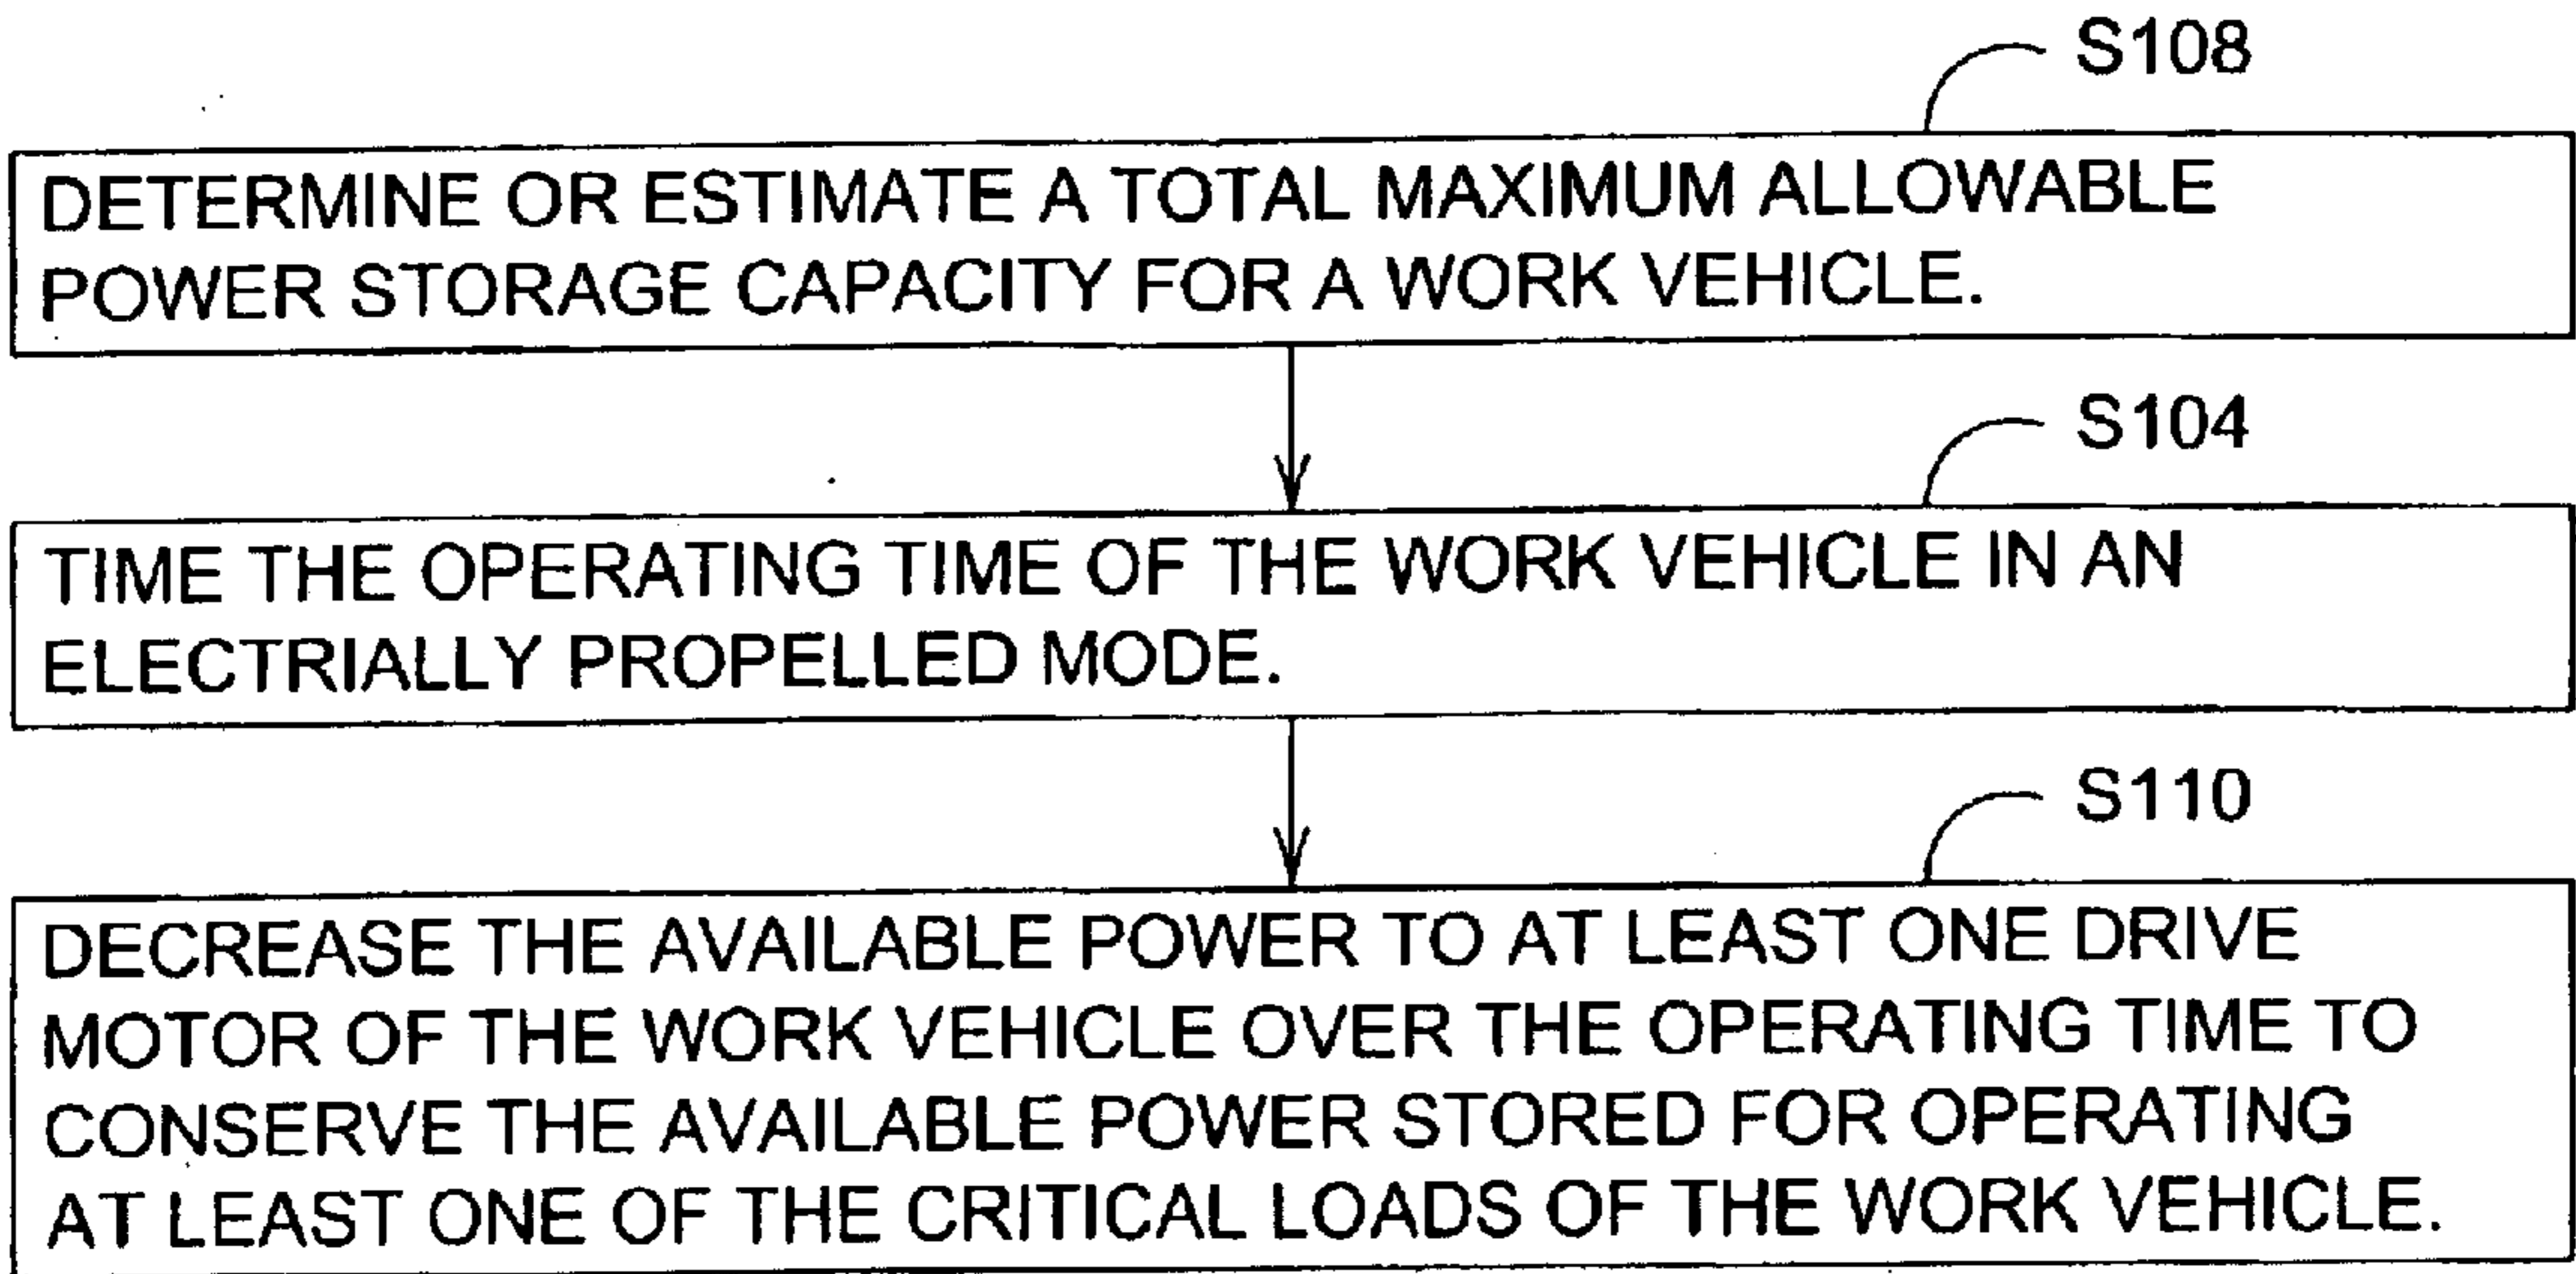 S108
DETERMINE OR ESTIMATE A TOTAL MAXIMUM ALLOWABLE
POWER STORAGE CAPACITY FOR A WORK VEHICLE.
S104
TIME THE OPERATING TIME OF THE WORK VEHICLE IN AN
ELECTRIALLY PROPELLED MODE.
S110
DECREASE THE AVAILABLE POWER TO AT LEAST ONE DRIVE
MOTOR OF THE WORK VEHICLE OVER THE OPERATING TIME TO
CONSERVE THE AVAILABLE POWER STORED FOR OPERATING
AT LEAST ONE OF THE CRITICAL LOADS OF THE WORK VEHICLE.